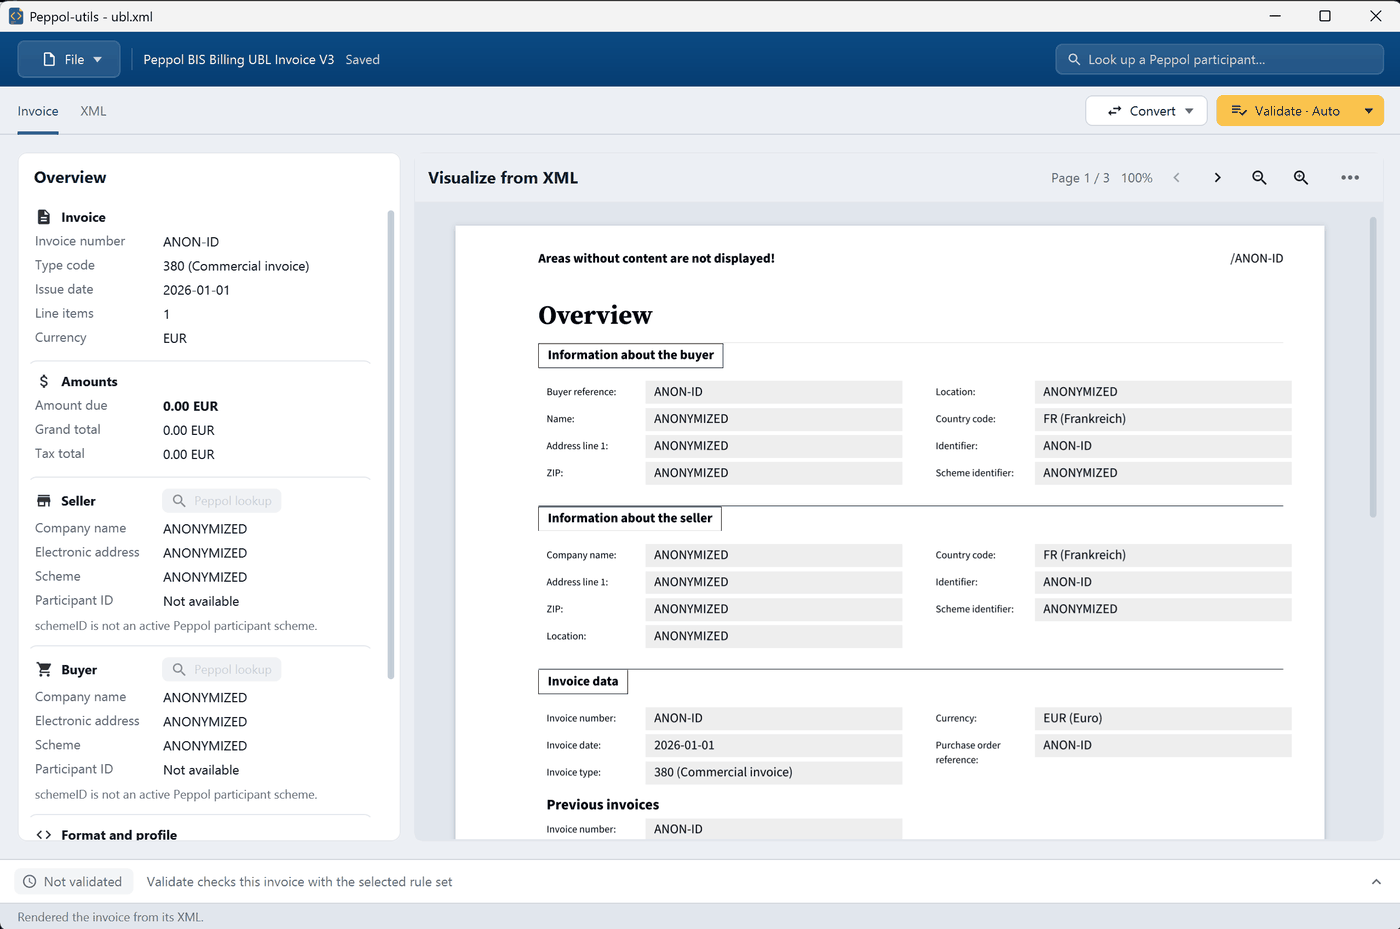 Peppol-utils - ubl.xml
File
Peppol BIS Billing UBL Invoice V3 Saved
Look up a Peppol participant...
Invoice XML
Convert
Validate · Auto
Overview
Invoice
Invoice number ANON-ID
Type code 380 (Commercial invoice)
Issue date 2026-01-01
Line items 1
Currency EUR
Amounts
Amount due 0.00 EUR
Grand total 0.00 EUR
Tax total 0.00 EUR
Seller Peppol lookup
Company name ANONYMIZED
Electronic address ANONYMIZED
Scheme ANONYMIZED
Participant ID Not available
schemeID is not an active Peppol participant scheme.
Buyer Peppol lookup
Company name ANONYMIZED
Electronic address ANONYMIZED
Scheme ANONYMIZED
Participant ID Not available
schemeID is not an active Peppol participant scheme.
Format and profile
Visualize from XML
Page 1 / 3 100%
Areas without content are not displayed! /ANON-ID
Overview
Information about the buyer
Buyer reference: ANON-ID
Name: ANONYMIZED
Address line 1: ANONYMIZED
ZIP: ANONYMIZED
Location: ANONYMIZED
Country code: FR (Frankreich)
Identifier: ANON-ID
Scheme identifier: ANONYMIZED
Information about the seller
Company name: ANONYMIZED
Address line 1: ANONYMIZED
ZIP: ANONYMIZED
Location: ANONYMIZED
Country code: FR (Frankreich)
Identifier: ANON-ID
Scheme identifier: ANONYMIZED
Invoice data
Invoice number: ANON-ID
Invoice date: 2026-01-01
Invoice type: 380 (Commercial invoice)
Currency: EUR (Euro)
Purchase order ANON-ID
reference:
Previous invoices
Invoice number: ANON-ID
Not validated Validate checks this invoice with the selected rule set
Rendered the invoice from its XML.